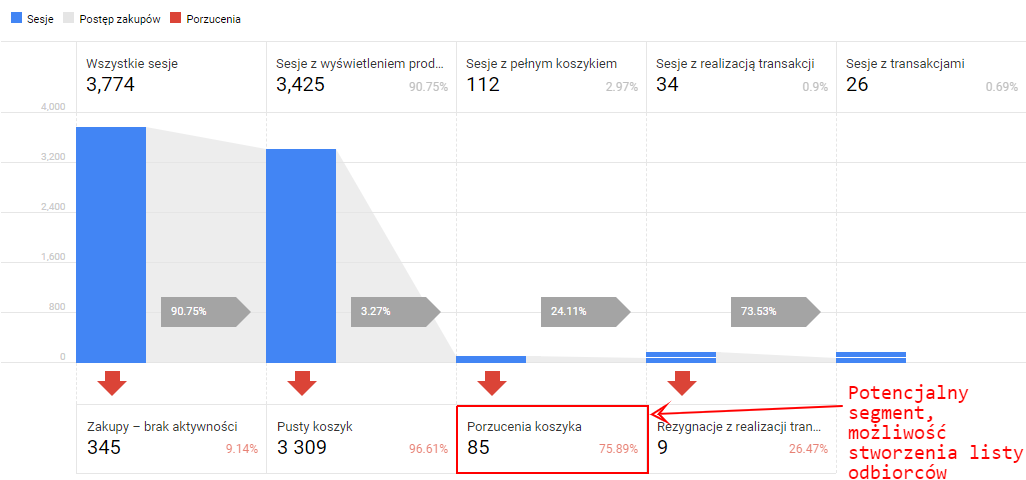 Sesje Postęp zakupów Porzucenia
Wszystkie sesje
3,774
Sesje z wyświetleniem prod...
3,425 90.75%
Sesje z pełnym koszykiem
112 2.97%
Sesje z realizacją transakcji
34 0.9%
Sesje z transakcjami
26 0.69%
4,000
3,200
2,400
1,600
800
0
90.75%
3.27%
24.11%
73.53%
Zakupy – brak aktywności
345 9.14%
Pusty koszyk
3 309 96.61%
Porzucenia koszyka
85 75.89%
Rezygnacje z realizacji tran...
9 26.47%
Potencjalny
segment,
możliwość
stworzenia listy
odbiorców